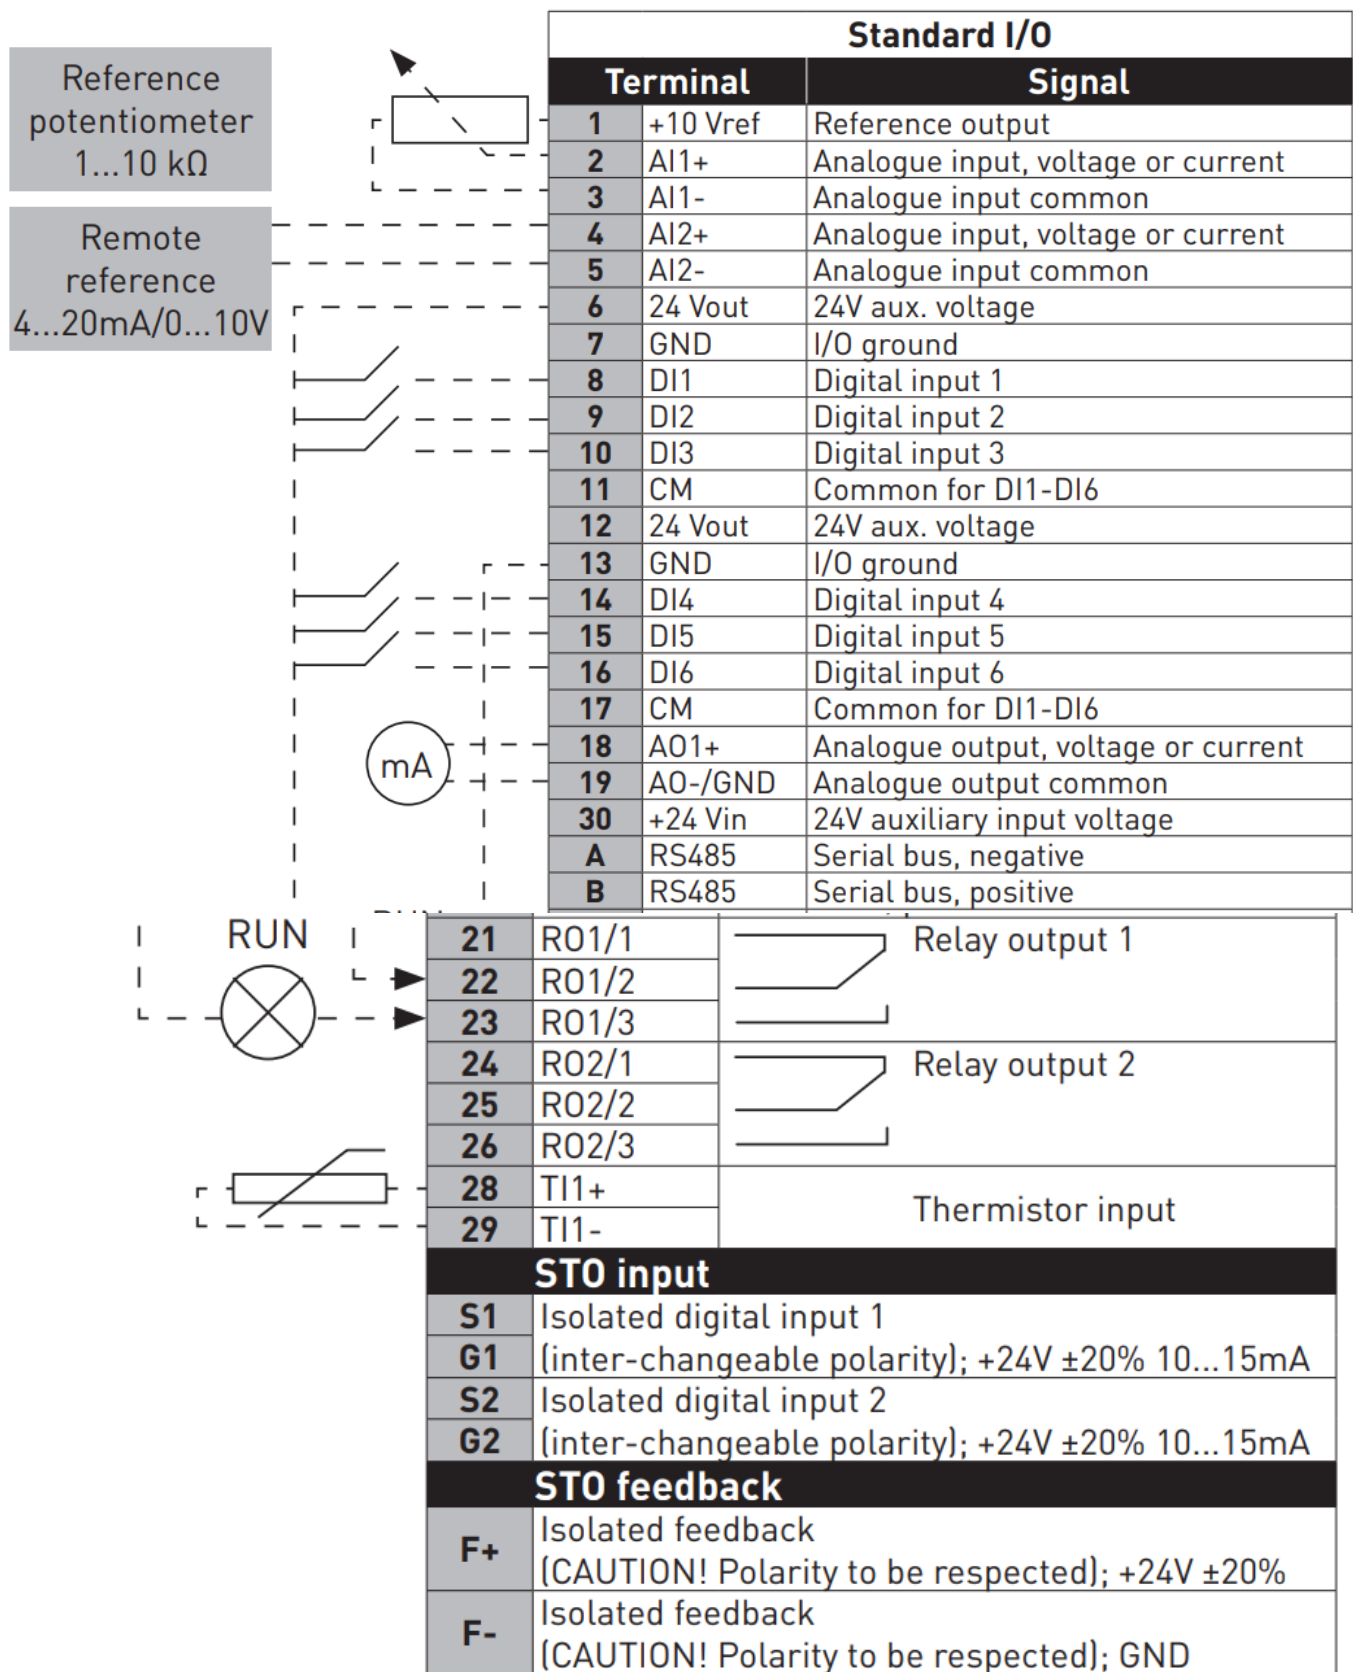 Standard I/O
Terminal Signal
Reference
potentiometer
1...10 kΩ
1 +10 Vref Reference output
2 AI1+ Analogue input, voltage or current
3 AI1- Analogue input common
Remote
reference
4...20mA/0...10V
4 AI2+ Analogue input, voltage or current
5 AI2- Analogue input common
6 24 Vout 24V aux. voltage
7 GND I/O ground
8 DI1 Digital input 1
9 DI2 Digital input 2
10 DI3 Digital input 3
11 CM Common for DI1-DI6
12 24 Vout 24V aux. voltage
13 GND I/O ground
14 DI4 Digital input 4
15 DI5 Digital input 5
16 DI6 Digital input 6
17 CM Common for DI1-DI6
mA
18 AO1+ Analogue output, voltage or current
19 AO-/GND Analogue output common
30 +24 Vin 24V auxiliary input voltage
A RS485 Serial bus, negative
B RS485 Serial bus, positive
RUN
21 RO1/1 Relay output 1
22 RO1/2
23 RO1/3
24 RO2/1 Relay output 2
25 RO2/2
26 RO2/3
28 TI1+ Thermistor input
29 TI1-
STO input
S1 Isolated digital input 1
G1 (inter-changeable polarity); +24V ±20% 10...15mA
S2 Isolated digital input 2
G2 (inter-changeable polarity); +24V ±20% 10...15mA
STO feedback
F+ Isolated feedback
(CAUTION! Polarity to be respected); +24V ±20%
F- Isolated feedback
(CAUTION! Polarity to be respected); GND